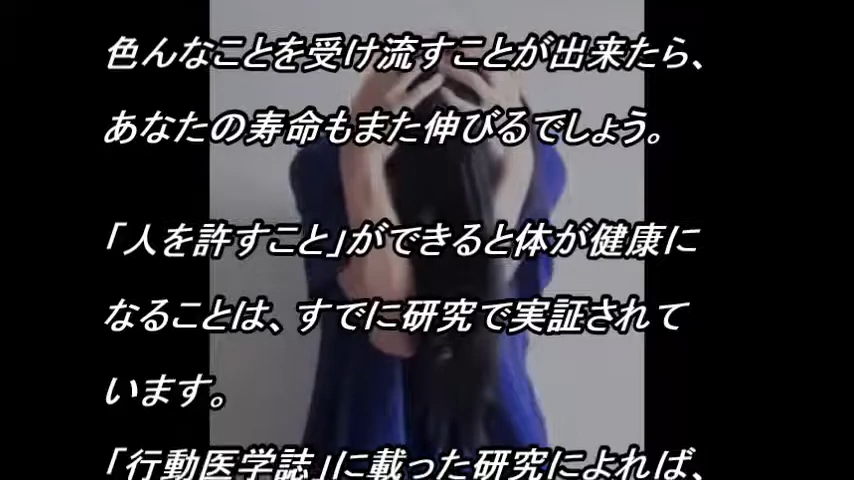 色んなことを受け流すことが出来たら、
あなたの寿命もまた伸びるでしょう。
「人を許すこと」ができると体が健康に
なることは、すでに研究で実証されて
います。
「行動医学誌」に載った研究によれば、